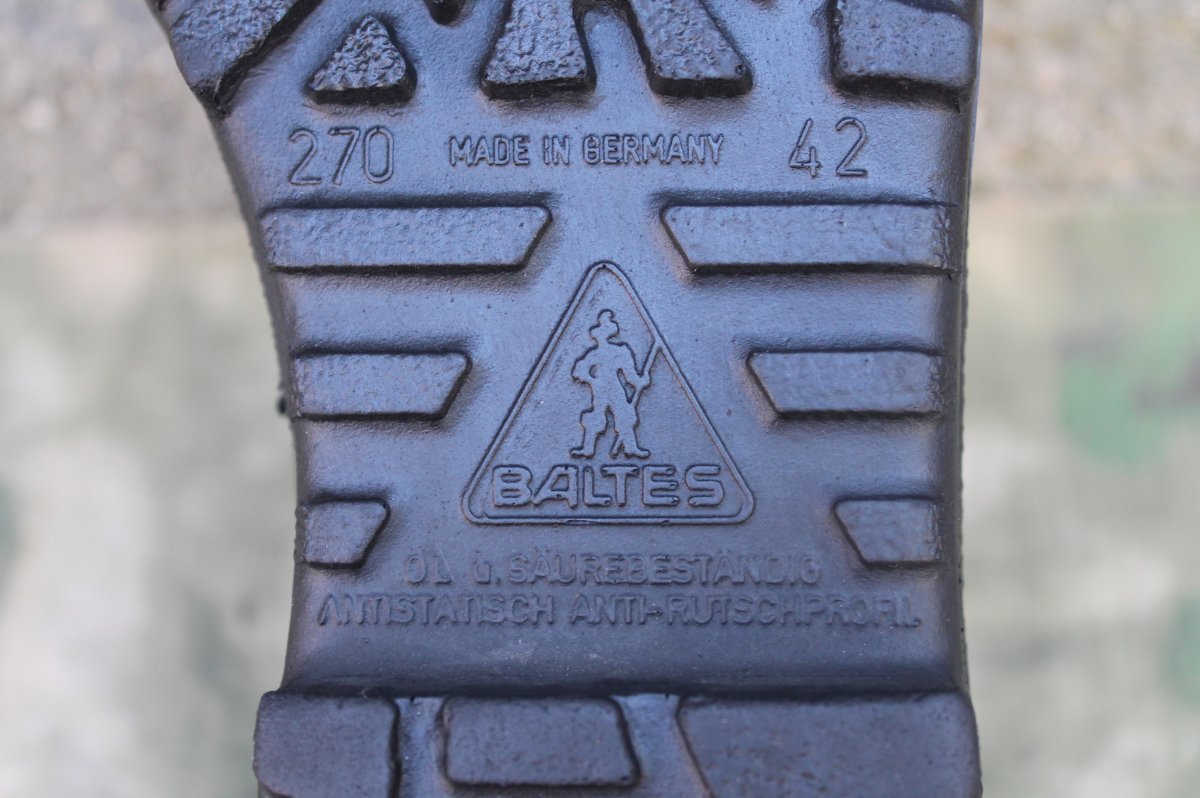 270 MADE IN GERMANY 42
BALTES
ÖL u. SÄUREBESTÄNDIG
ANTISTATISCH ANTI-RUTSCHPROFIL